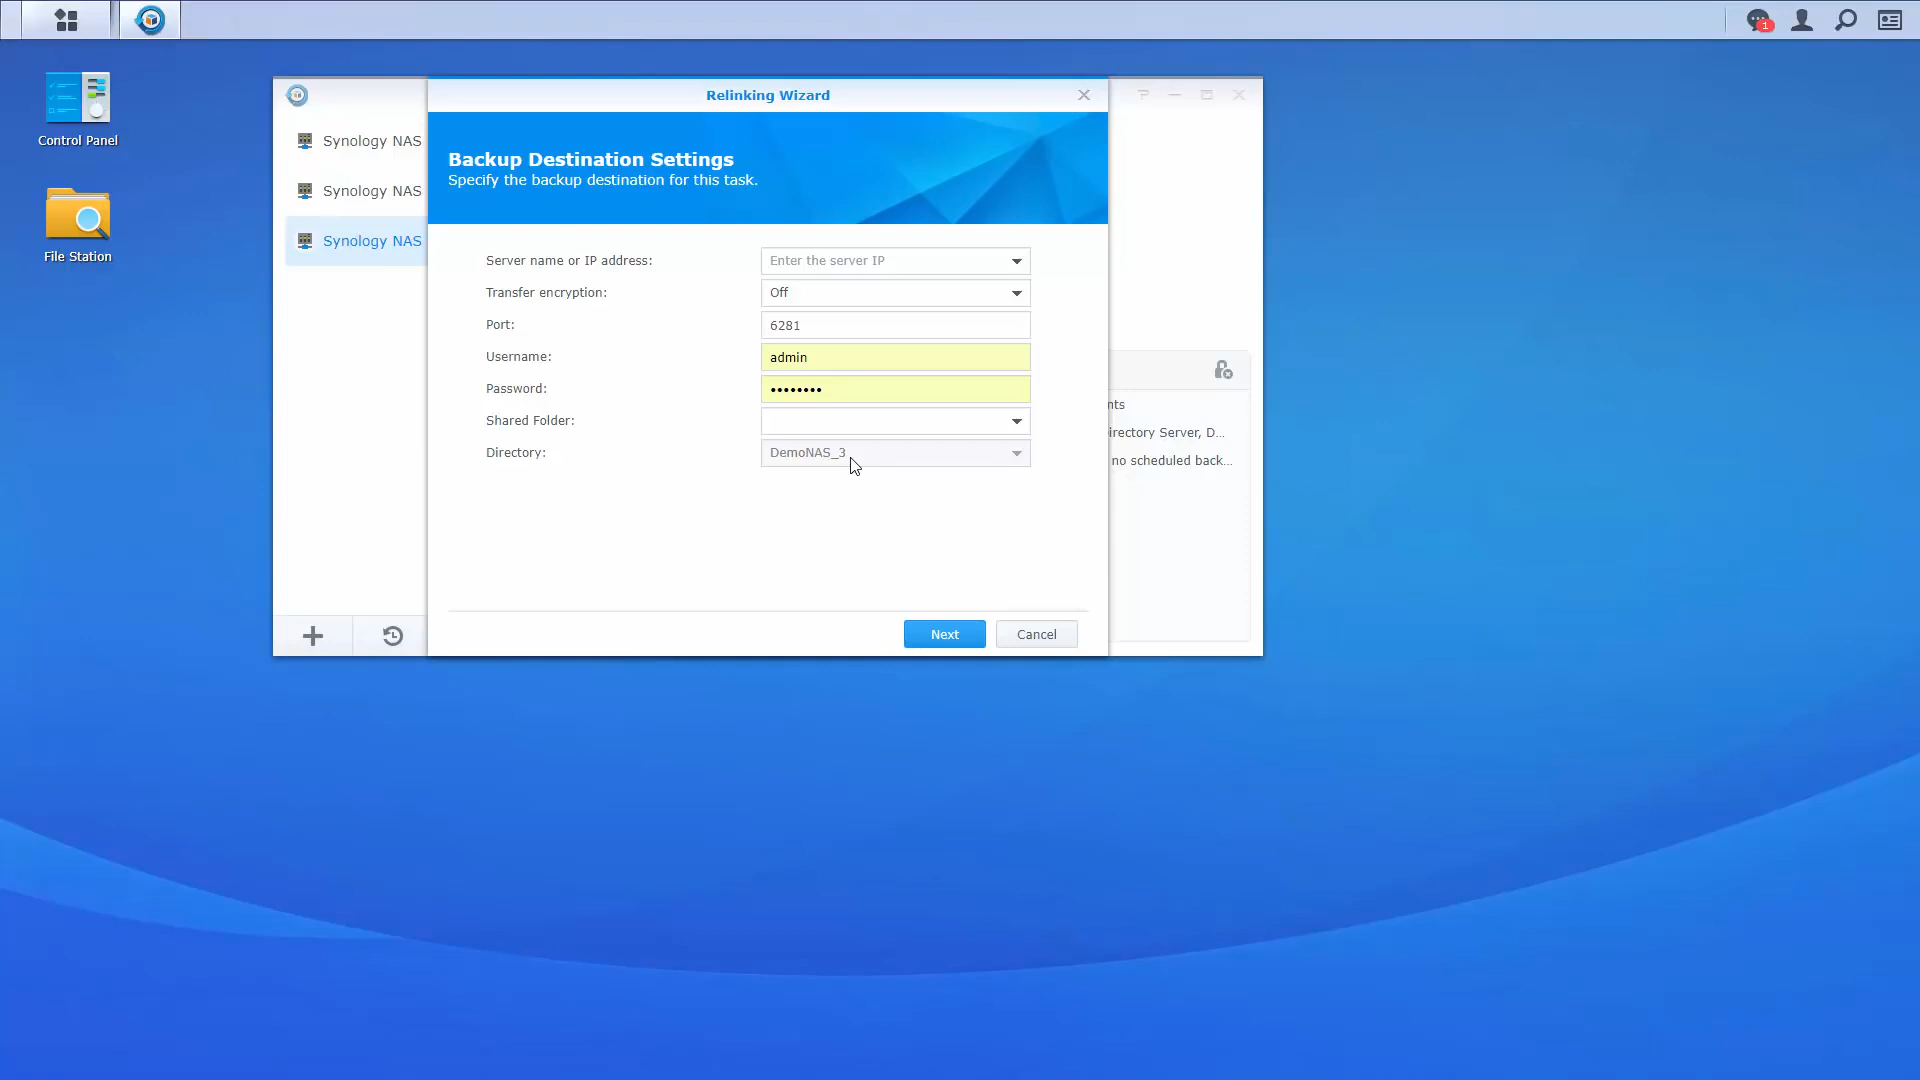 1
Control Panel
File Station
Synology NAS
Synology NAS
Synology NAS
Relinking Wizard
Backup Destination Settings
Specify the backup destination for this task.
Server name or IP address: Enter the server IP
Transfer encryption: Off
Port: 6281
Username: admin
Password: ••••••••
Shared Folder:
Directory: DemoNAS_3
Next Cancel
nts
irectory Server, D...
no scheduled back...